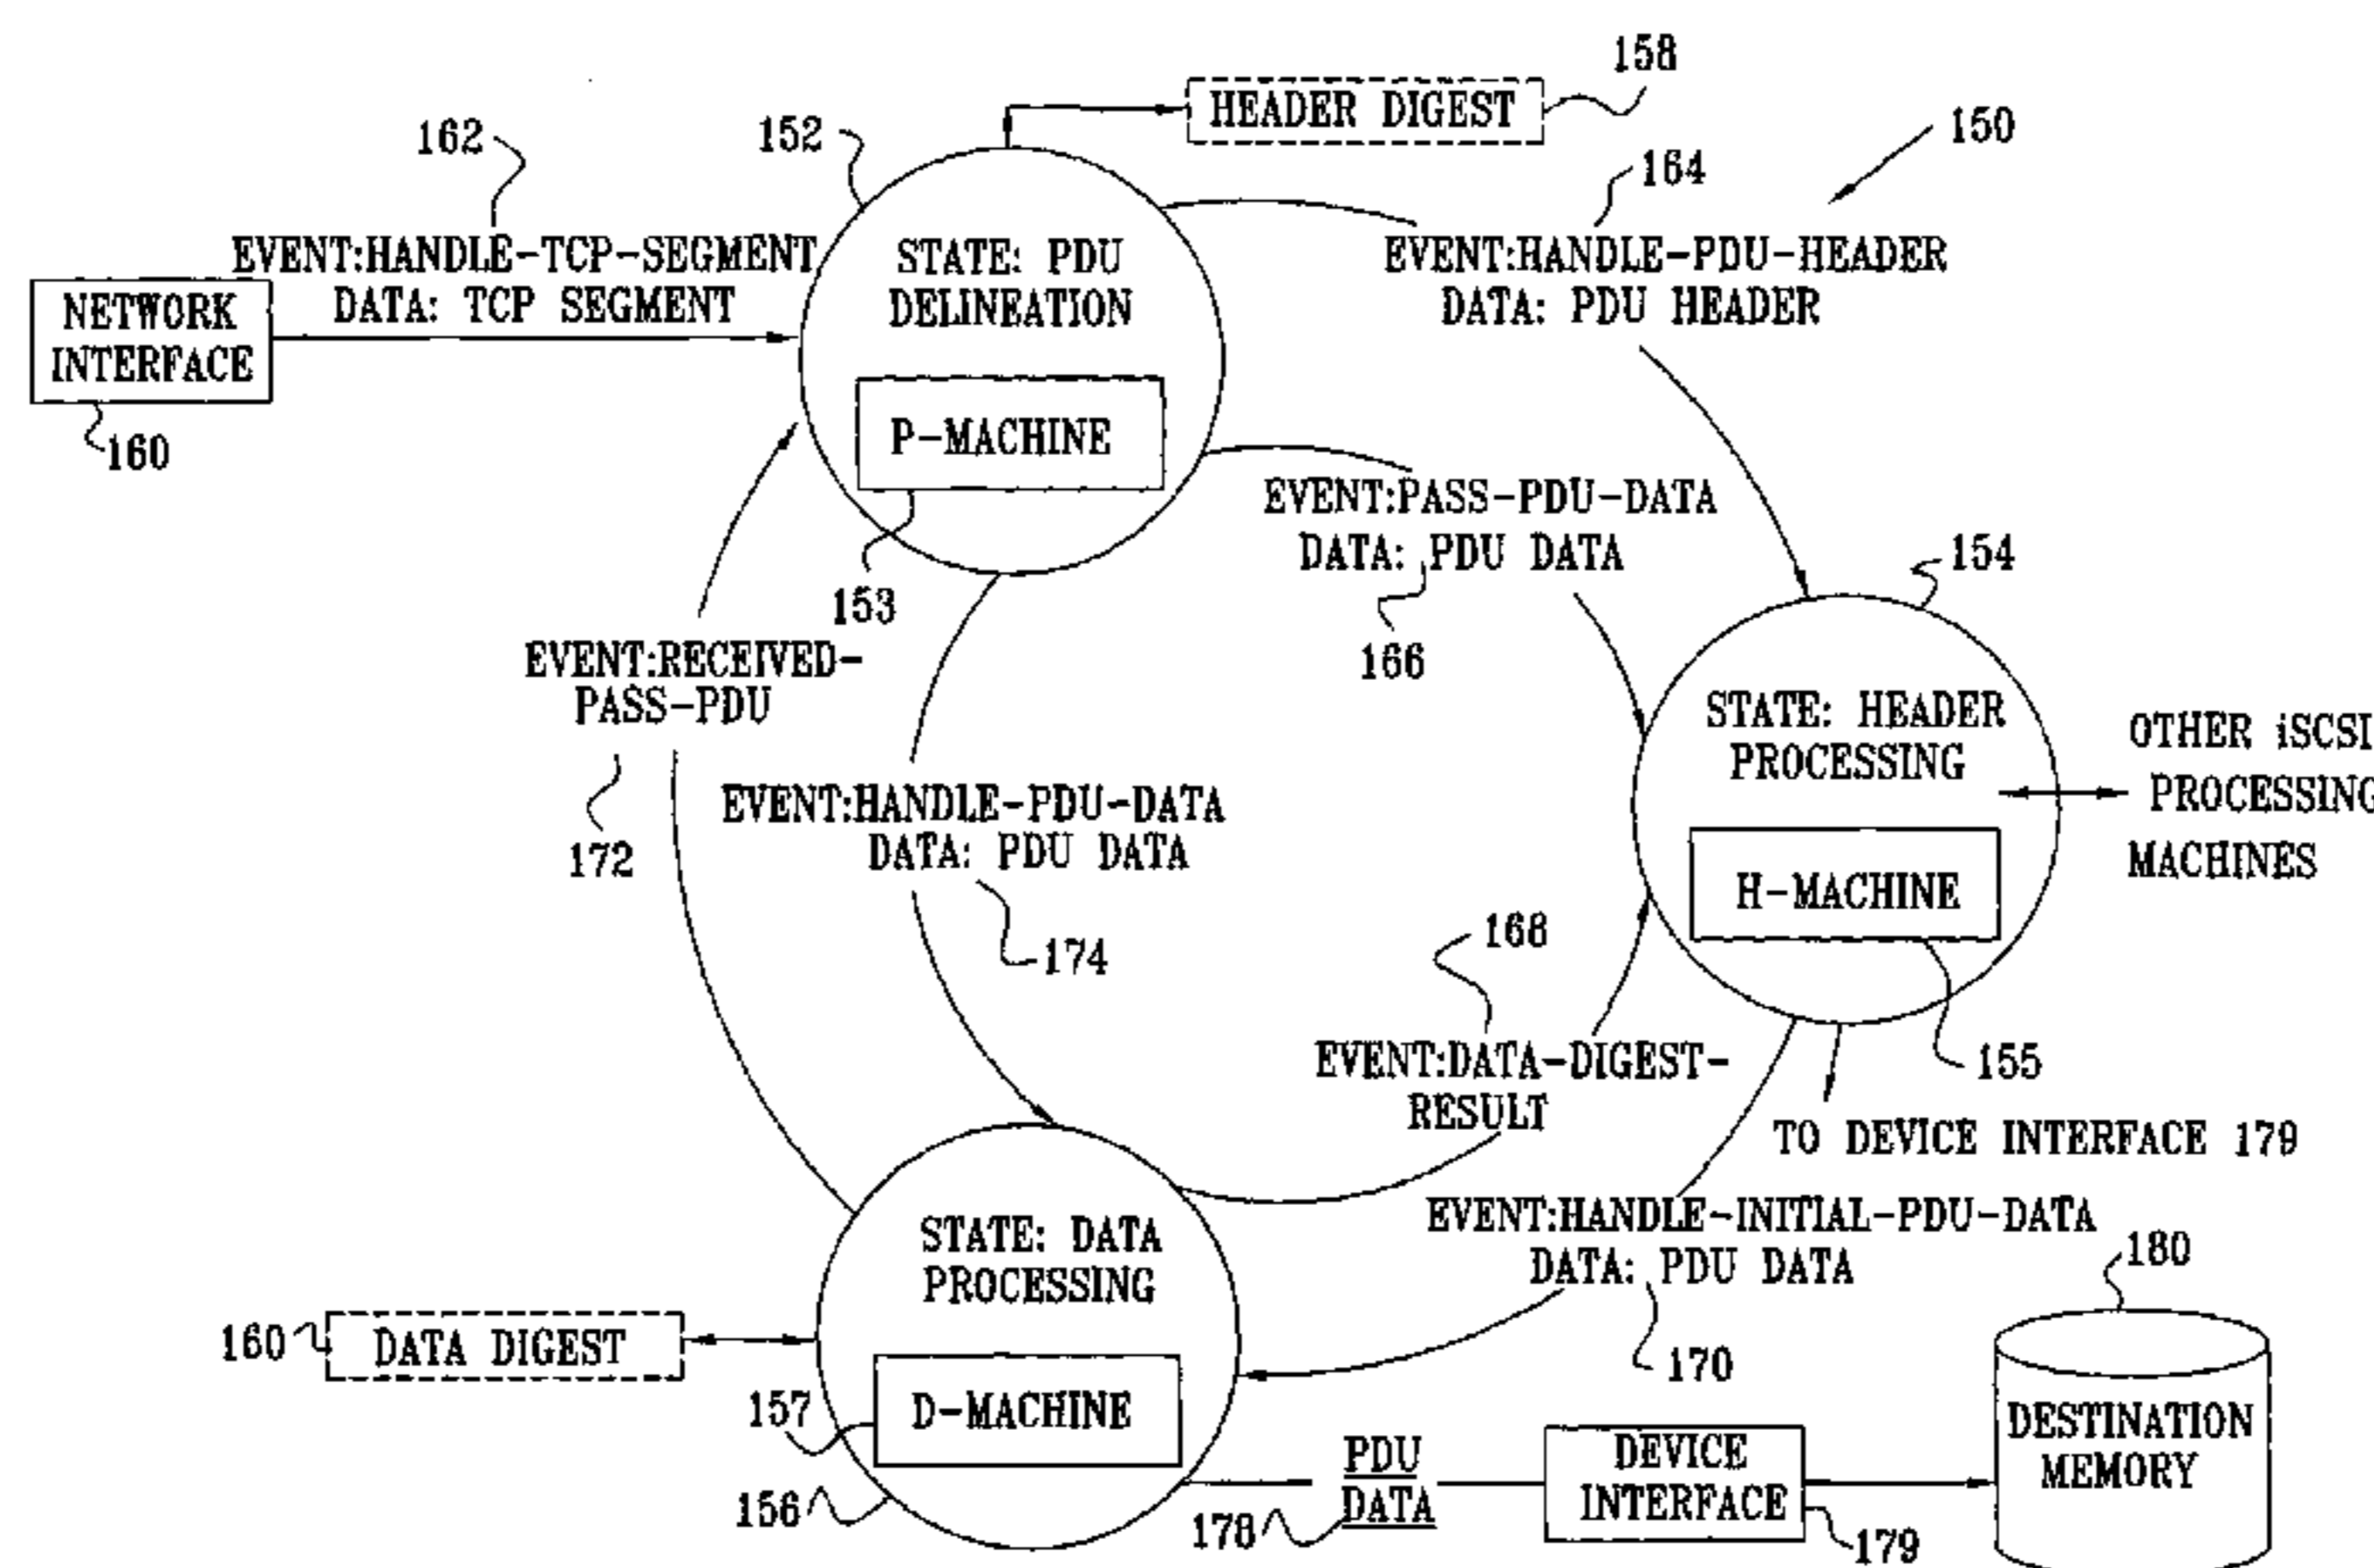 158
HEADER DIGEST
162
152
150
164
EVENT:HANDLE-TCP-SEGMENT
DATA: TCP SEGMENT
NETWORK
INTERFACE
160
STATE: PDU
DELINEATION
P-MACHINE
153
EVENT:HANDLE-PDU-HEADER
DATA: PDU HEADER
EVENT:PASS-PDU-DATA
DATA: PDU DATA
166
154
EVENT:RECEIVED-
PASS-PDU
172
EVENT:HANDLE-PDU-DATA
DATA: PDU DATA
174
STATE: HEADER
PROCESSING
H-MACHINE
OTHER iSCSI
PROCESSING
MACHINES
168
155
EVENT:DATA-DIGEST-
RESULT
TO DEVICE INTERFACE 179
EVENT:HANDLE-INITIAL-PDU-DATA
DATA: PDU DATA
170
180
STATE: DATA
PROCESSING
160
DATA DIGEST
157
D-MACHINE
156
PDU
DATA
178
DEVICE
INTERFACE
179
DESTINATION
MEMORY